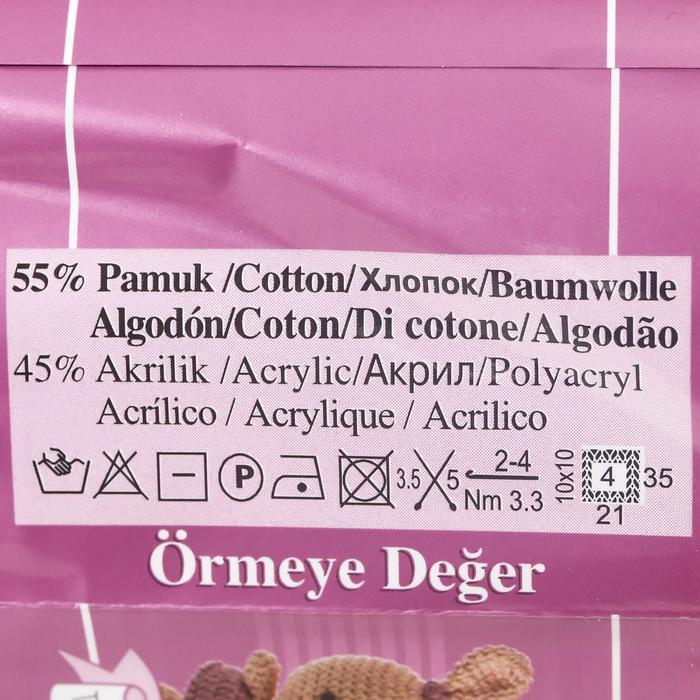 55% Pamuk /Cotton/Хлопок/Baumwolle
Algodón/Coton/Di cotone/Algodão
45% Akrilik /Acrylic/Акрил/Polyacryl
Acrílico / Acrylique / Acrilico
P 3.5 5 2-4 Nm 3.3 10x10 4 35 21
Örmeye Değer